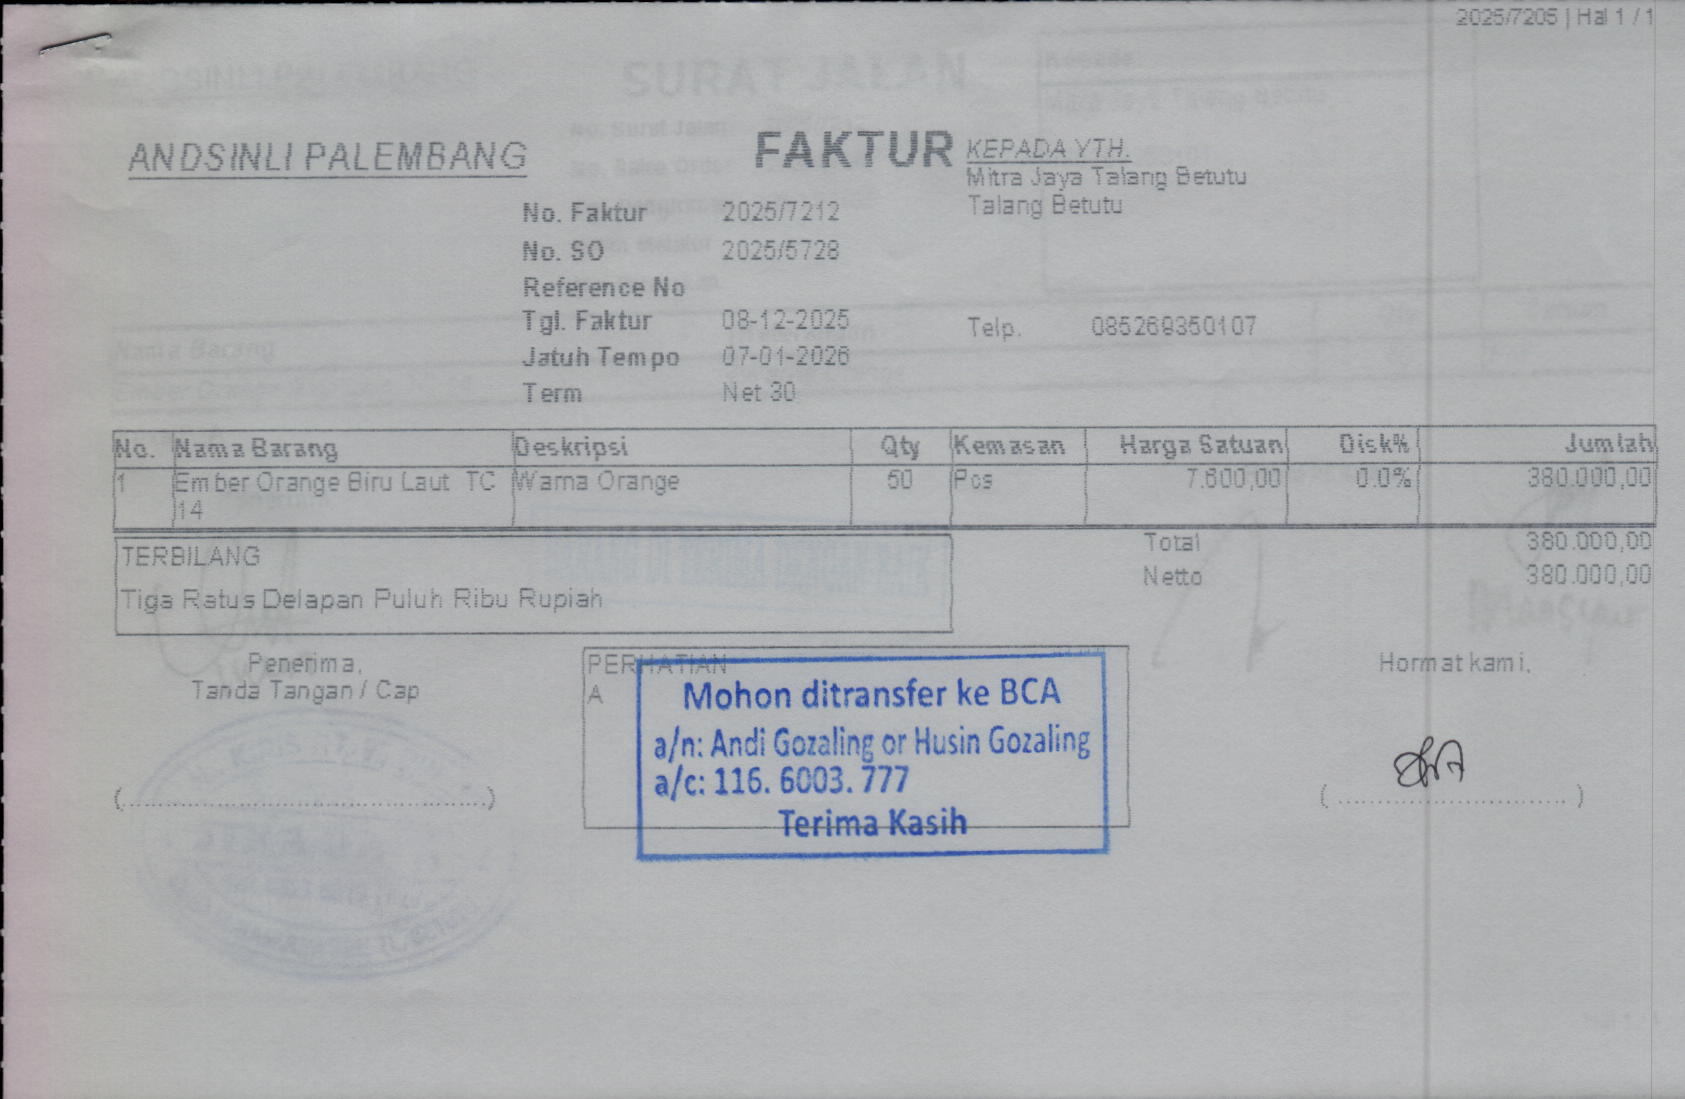 2025/7205 | Hal 1 / 1
SURAT JALAN
ANDSINLI PALEMBANG
FAKTUR
KEPADA YTH.
Mitra Jaya Talang Betutu
Talang Betutu
No. Faktur 2025/7212
No. SO 2025/5728
Reference No
Tgl. Faktur 08-12-2025
Telp. 085269350107
Jatuh Tempo 07-01-2026
Term Net 30
Nama Barang
No. Nama Barang Deskripsi Qty Kemasan Harga Satuan Disk% Jumlah
1 Ember Orange Biru Laut TC Warna Orange 50 Pcs 7.600,00 0.0% 380.000,00
14
TERBILANG
Tiga Ratus Delapan Puluh Ribu Rupiah
Total 380.000,00
Netto 380.000,00
Penerima,
Tanda Tangan / Cap
PERHATIAN
A
Mohon ditransfer ke BCA
a/n: Andi Gozaling or Husin Gozaling
a/c: 116. 6003. 777
Terima Kasih
Hormat kami,